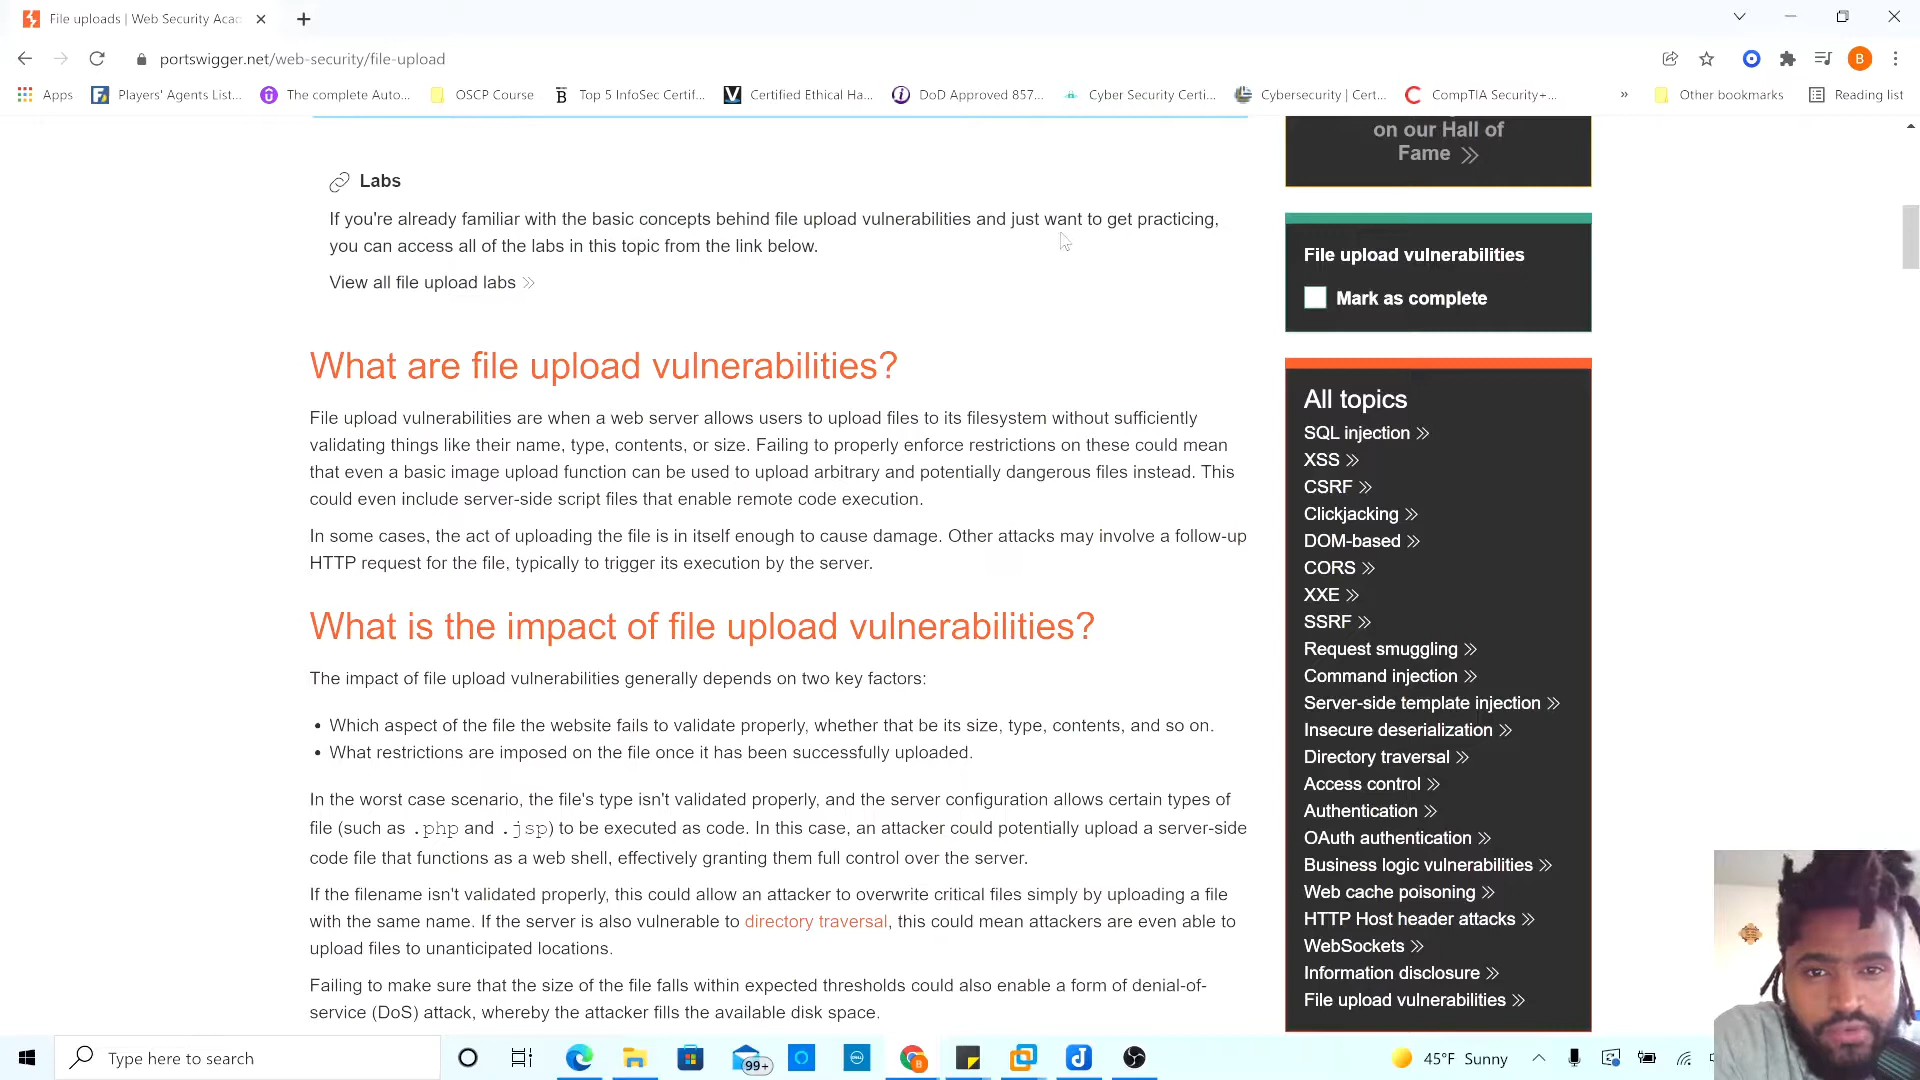 File uploads | Web Security Aca
portswigger.net/web-security/file-upload
B
Apps
Players' Agents List...
The complete Auto...
OSCP Course
Top 5 InfoSec Certif...
Certified Ethical Ha...
DoD Approved 857...
Cyber Security Certi...
Cybersecurity | Cert...
CompTIA Security+...
»
Other bookmarks
Reading list
on our Hall of
Fame
Labs
If you're already familiar with the basic concepts behind file upload vulnerabilities and just want to get practicing,
you can access all of the labs in this topic from the link below.
View all file upload labs
File upload vulnerabilities
Mark as complete
What are file upload vulnerabilities?
File upload vulnerabilities are when a web server allows users to upload files to its filesystem without sufficiently
validating things like their name, type, contents, or size. Failing to properly enforce restrictions on these could mean
that even a basic image upload function can be used to upload arbitrary and potentially dangerous files instead. This
could even include server-side script files that enable remote code execution.
In some cases, the act of uploading the file is in itself enough to cause damage. Other attacks may involve a follow-up
HTTP request for the file, typically to trigger its execution by the server.
What is the impact of file upload vulnerabilities?
The impact of file upload vulnerabilities generally depends on two key factors:
• Which aspect of the file the website fails to validate properly, whether that be its size, type, contents, and so on.
• What restrictions are imposed on the file once it has been successfully uploaded.
In the worst case scenario, the file's type isn't validated properly, and the server configuration allows certain types of
file (such as .php and .jsp) to be executed as code. In this case, an attacker could potentially upload a server-side
code file that functions as a web shell, effectively granting them full control over the server.
If the filename isn't validated properly, this could allow an attacker to overwrite critical files simply by uploading a file
with the same name. If the server is also vulnerable to directory traversal, this could mean attackers are even able to
upload files to unanticipated locations.
Failing to make sure that the size of the file falls within expected thresholds could also enable a form of denial-of-
service (DoS) attack, whereby the attacker fills the available disk space.
All topics
SQL injection
XSS
CSRF
Clickjacking
DOM-based
CORS
XXE
SSRF
Request smuggling
Command injection
Server-side template injection
Insecure deserialization
Directory traversal
Access control
Authentication
OAuth authentication
Business logic vulnerabilities
Web cache poisoning
HTTP Host header attacks
WebSockets
Information disclosure
File upload vulnerabilities
Type here to search
99+
45°F Sunny